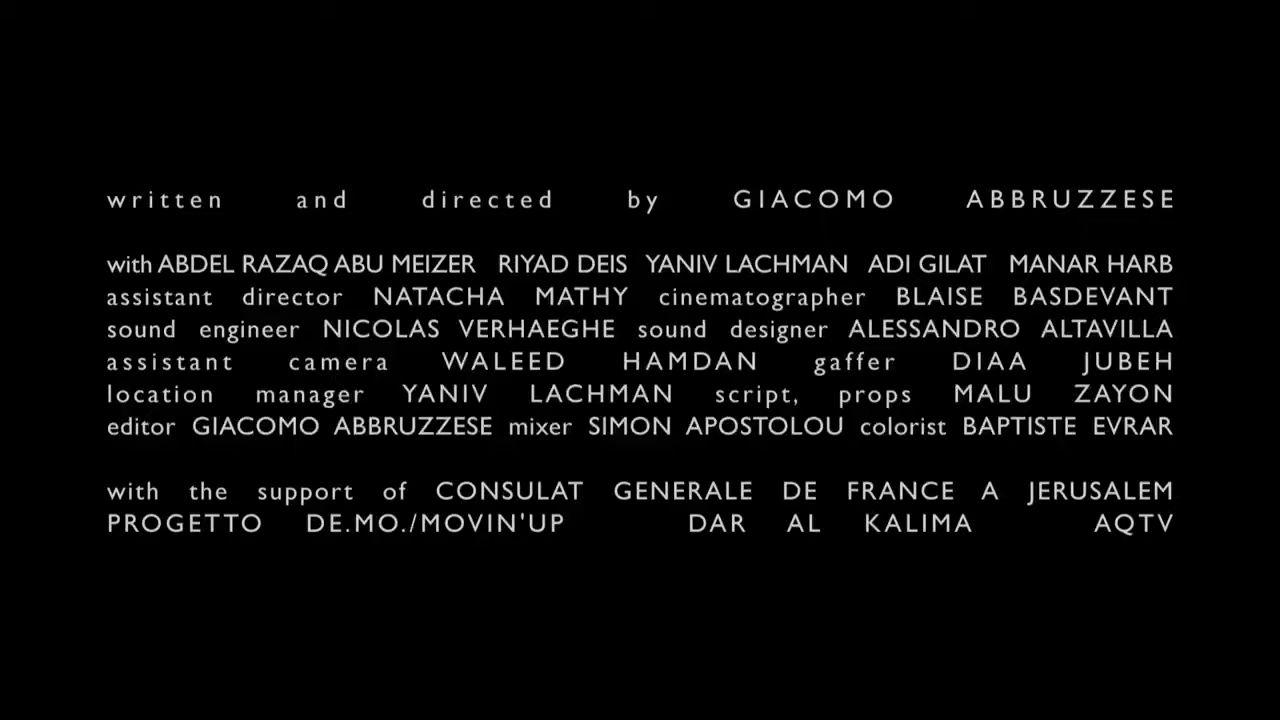 written and directed by GIACOMO ABBRUZZESE
with ABDEL RAZAQ ABU MEIZER RIYAD DEIS YANIV LACHMAN ADI GILAT MANAR HARB
assistant director NATACHA MATHY cinematographer BLAISE BASDEVANT
sound engineer NICOLAS VERHAEGHE sound designer ALESSANDRO ALTAVILLA
assistant camera WALEED HAMDAN gaffer DIAA JUBEH
location manager YANIV LACHMAN script, props MALU ZAYON
editor GIACOMO ABBRUZZESE mixer SIMON APOSTOLOU colorist BAPTISTE EVRAR
with the support of CONSULAT GENERALE DE FRANCE A JERUSALEM
PROGETTO DE.MO./MOVIN'UP DAR AL KALIMA AQTV